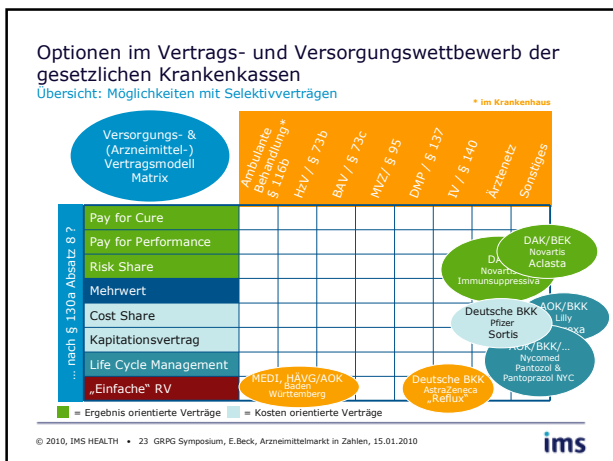 Optionen im Vertrags- und Versorgungswettbewerb der
gesetzlichen Krankenkassen
Übersicht: Möglichkeiten mit Selektivverträgen
* im Krankenhaus
Versorgungs- &
(Arzneimittel-)
Vertragsmodell
Matrix
Ambulante
Behandlung*
§ 116b
HzV / § 73b
BAV / § 73c
MVZ/ § 95
DMP / § 137
IV / § 140
Ärztenetz
Sonstiges
... nach § 130a Absatz 8 ?
Pay for Cure
Pay for Performance
Risk Share
Mehrwert
Cost Share
Kapitationsvertrag
Life Cycle Management
„Einfache" RV
DAK/BEK
Novartis
Aclasta
Novartis
Immunsuppressiva
AOK/BKK
Lilly
Deutsche BKK
Pfizer
Sortis
AOK/BKK/...
Nycomed
Pantozol &
Pantoprazol NYC
MEDI, HÄVG/AOK
Baden
Württemberg
Deutsche BKK
AstraZeneca
„Reflux"
= Ergebnis orientierte Verträge
= Kosten orientierte Verträge
© 2010, IMS HEALTH • 23 GRPG Symposium, E.Beck, Arzneimittelmarkt in Zahlen, 15.01.2010
ims